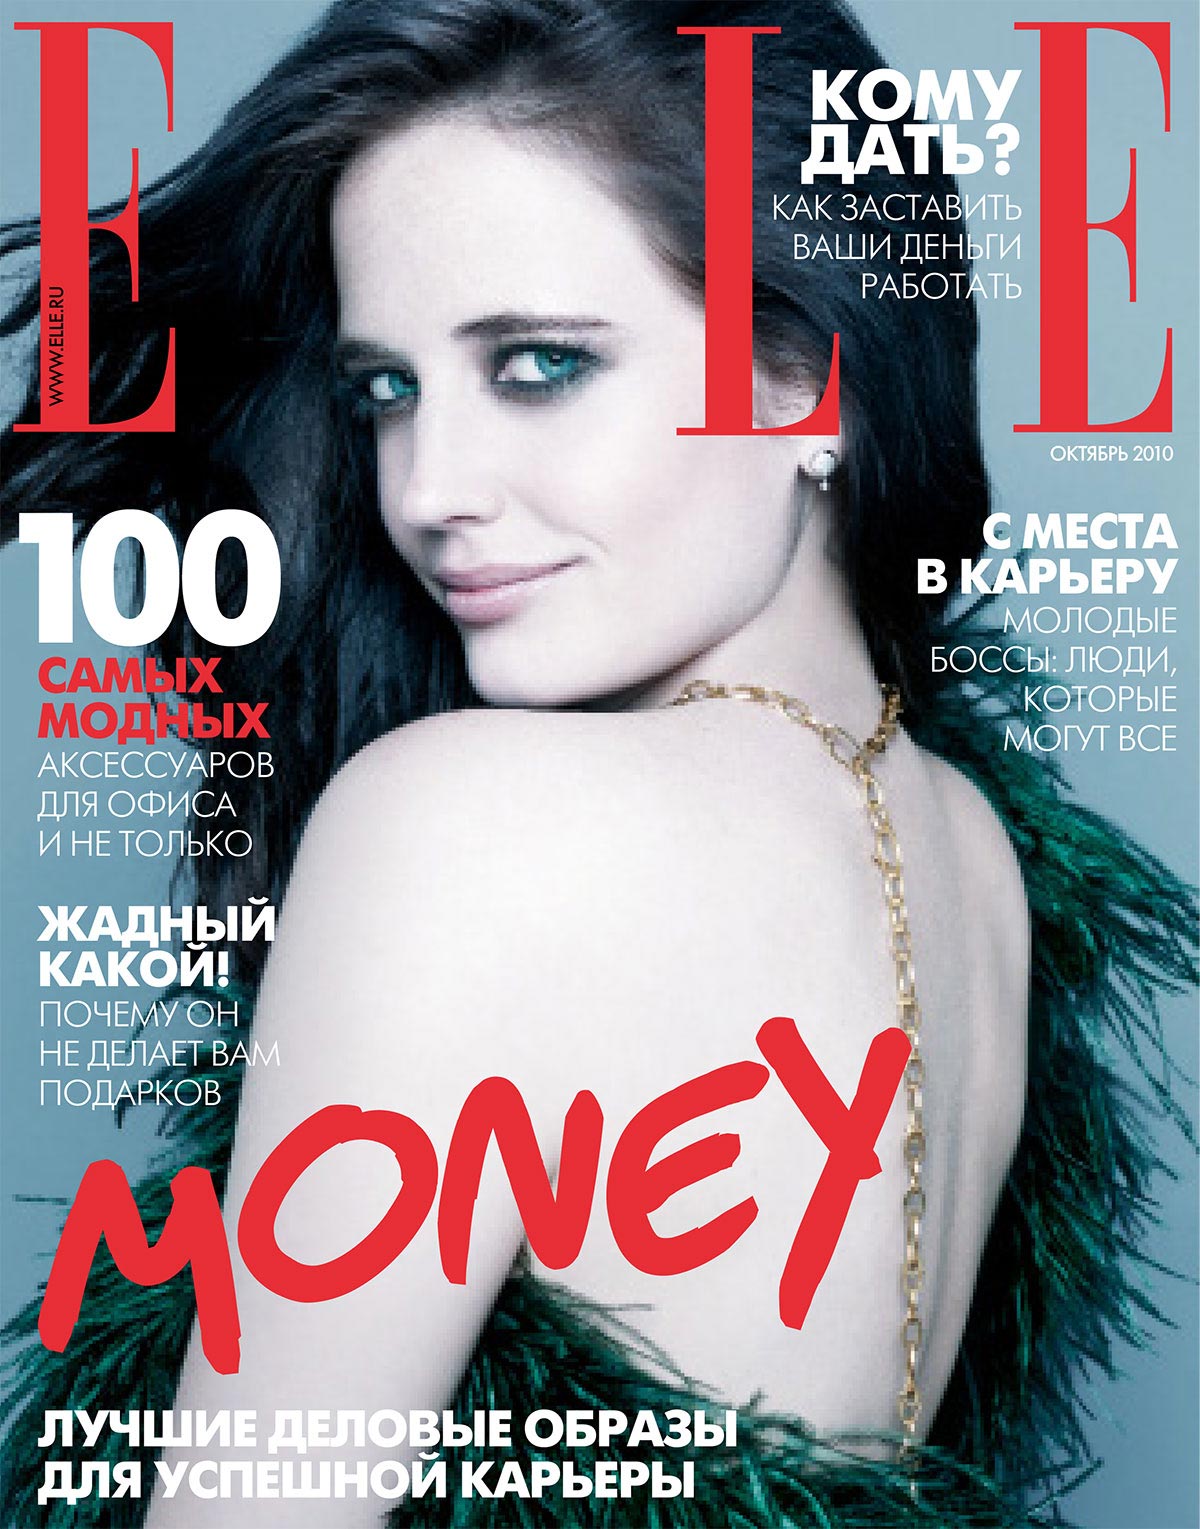 ELLE
WWW.ELLE.RU
КОМУ
ДАТЬ?
КАК ЗАСТАВИТЬ
ВАШИ ДЕНЬГИ
РАБОТАТЬ
ОКТЯБРЬ 2010
100
САМЫХ
МОДНЫХ
АКСЕССУАРОВ
ДЛЯ ОФИСА
И НЕ ТОЛЬКО
С МЕСТА
В КАРЬЕРУ
МОЛОДЫЕ
БОССЫ: ЛЮДИ,
КОТОРЫЕ
МОГУТ ВСЕ
ЖАДНЫЙ
КАКОЙ!
ПОЧЕМУ ОН
НЕ ДЕЛАЕТ ВАМ
ПОДАРКОВ
MONEY
ЛУЧШИЕ ДЕЛОВЫЕ ОБРАЗЫ
ДЛЯ УСПЕШНОЙ КАРЬЕРЫ